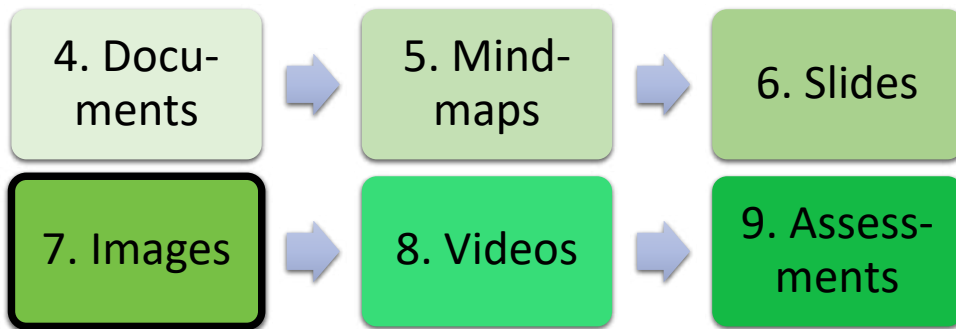 4. Docu-
ments
5. Mind-
maps
6. Slides
7. Images
8. Videos
9. Assess-
ments